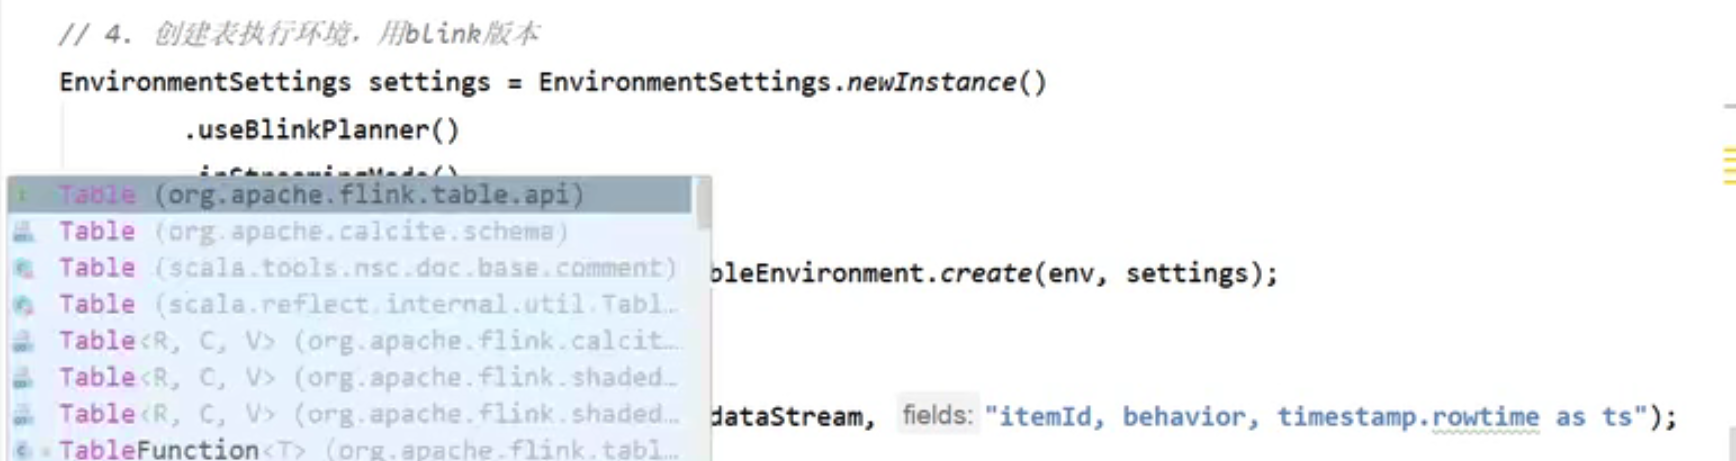 // 4. 创建表执行环境，用blink版本
EnvironmentSettings settings = EnvironmentSettings.newInstance()
.useBlinkPlanner()
.inStreamingMode()
Table (org.apache.flink.table.api)
Table (org.apache.calcite.schema)
Table (scala.tools.nsc.doc.base.comment)
bleEnvironment.create(env, settings);
Table (scala.reflect.internal.util.Tabl…
Table<R, C, V> (org.apache.flink.calcit…
Table<R, C, V> (org.apache.flink.shaded…
Table<R, C, V> (org.apache.flink.shaded…
dataStream, fields: "itemId, behavior, timestamp.rowtime as ts");
TableFunction<T> (org.apache.flink.tabl…